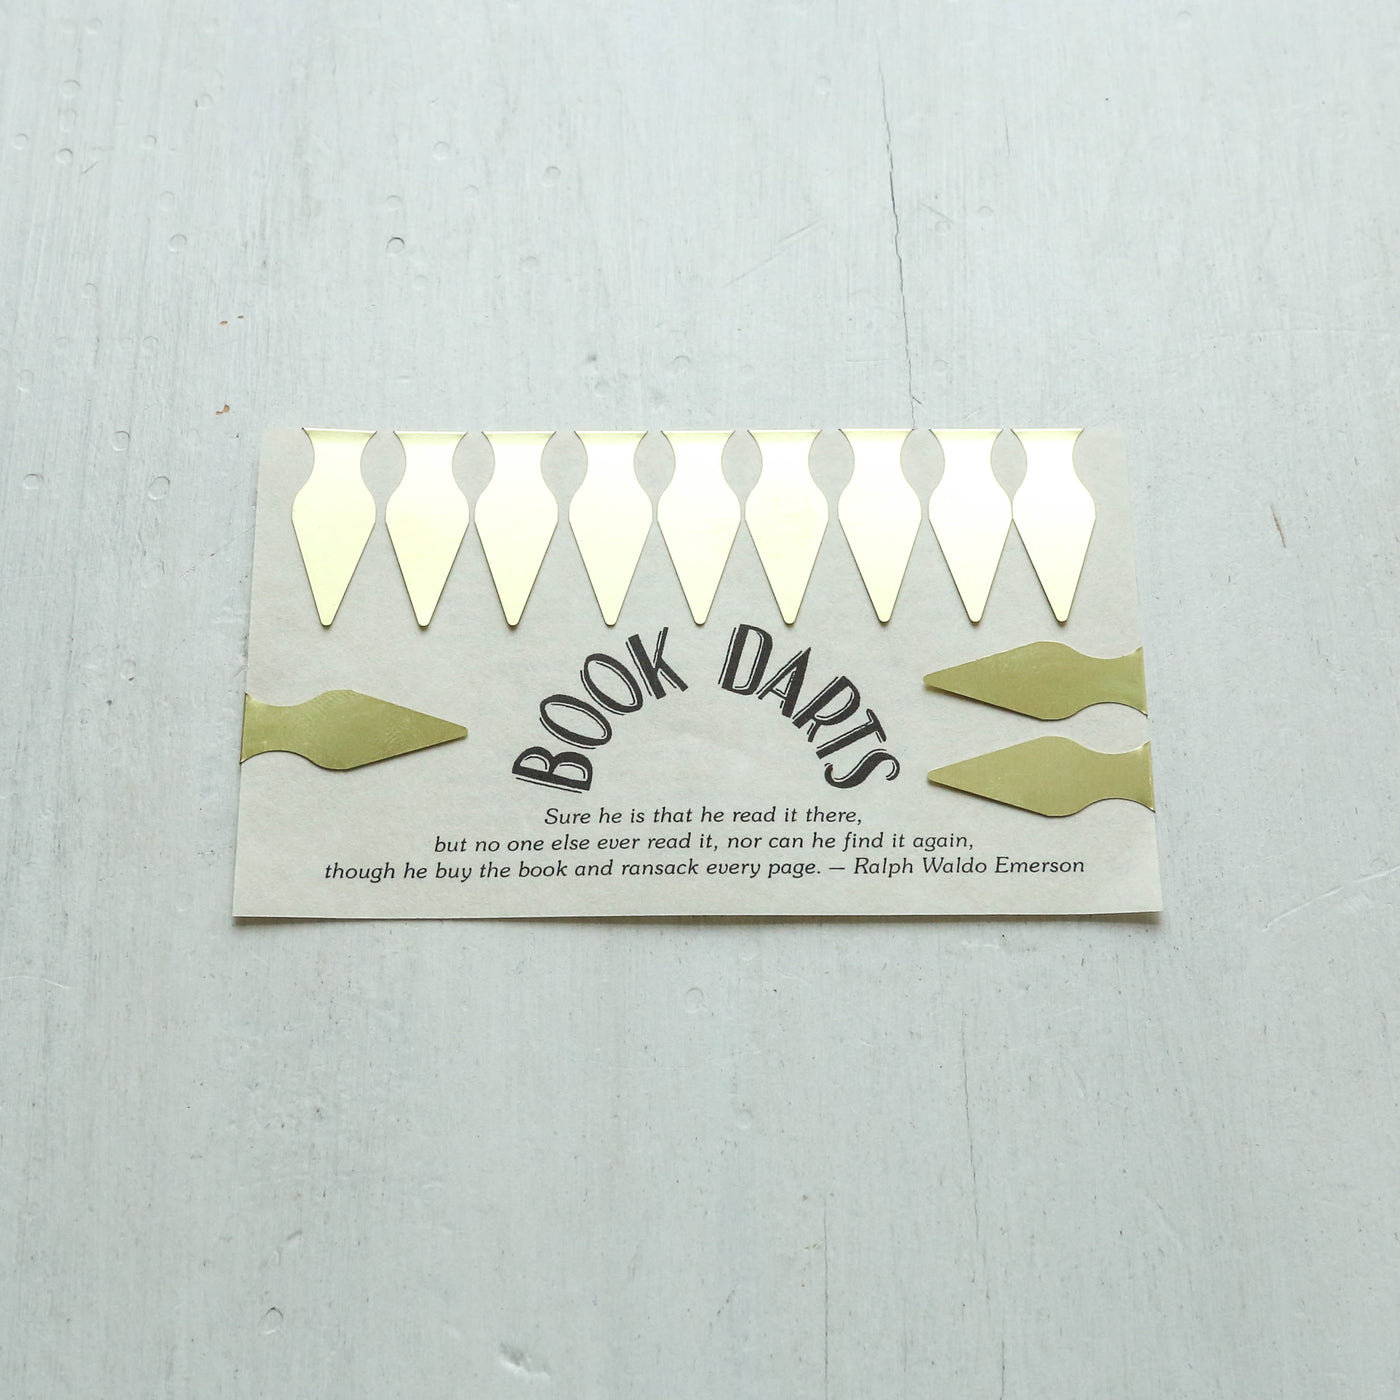 BOOK DARTS
Sure he is that he read it there,
but no one else ever read it, nor can he find it again,
though he buy the book and ransack every page. — Ralph Waldo Emerson